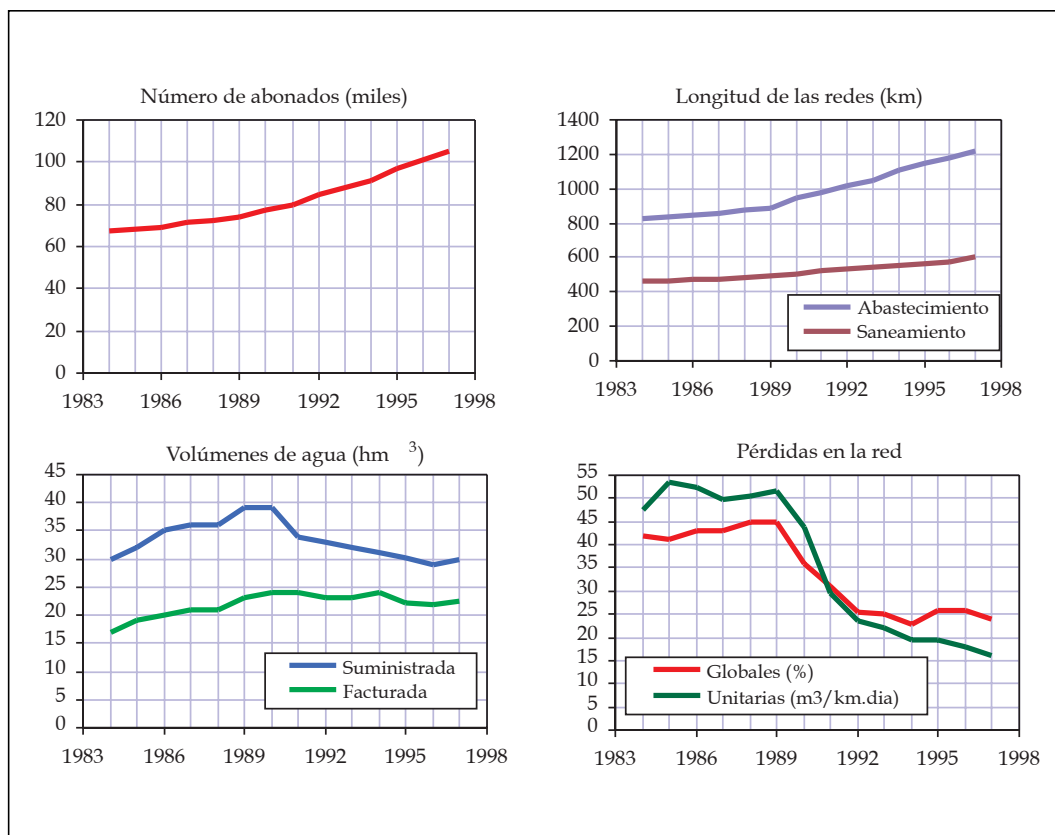 Número de abonados (miles)
120
100
80
60
40
20
0
1983 1986 1989 1992 1995 1998
Longitud de las redes (km)
1400
1200
1000
800
600
400
200
0
Abastecimiento
Saneamiento
1983 1986 1989 1992 1995 1998
Volúmenes de agua (hm 3)
45
40
35
30
25
20
15
10
5
0
Suministrada
Facturada
1983 1986 1989 1992 1995 1998
Pérdidas en la red
55
50
45
40
35
30
25
20
15
10
5
0
Globales (%)
Unitarias (m3/km.dia)
1983 1986 1989 1992 1995 1998